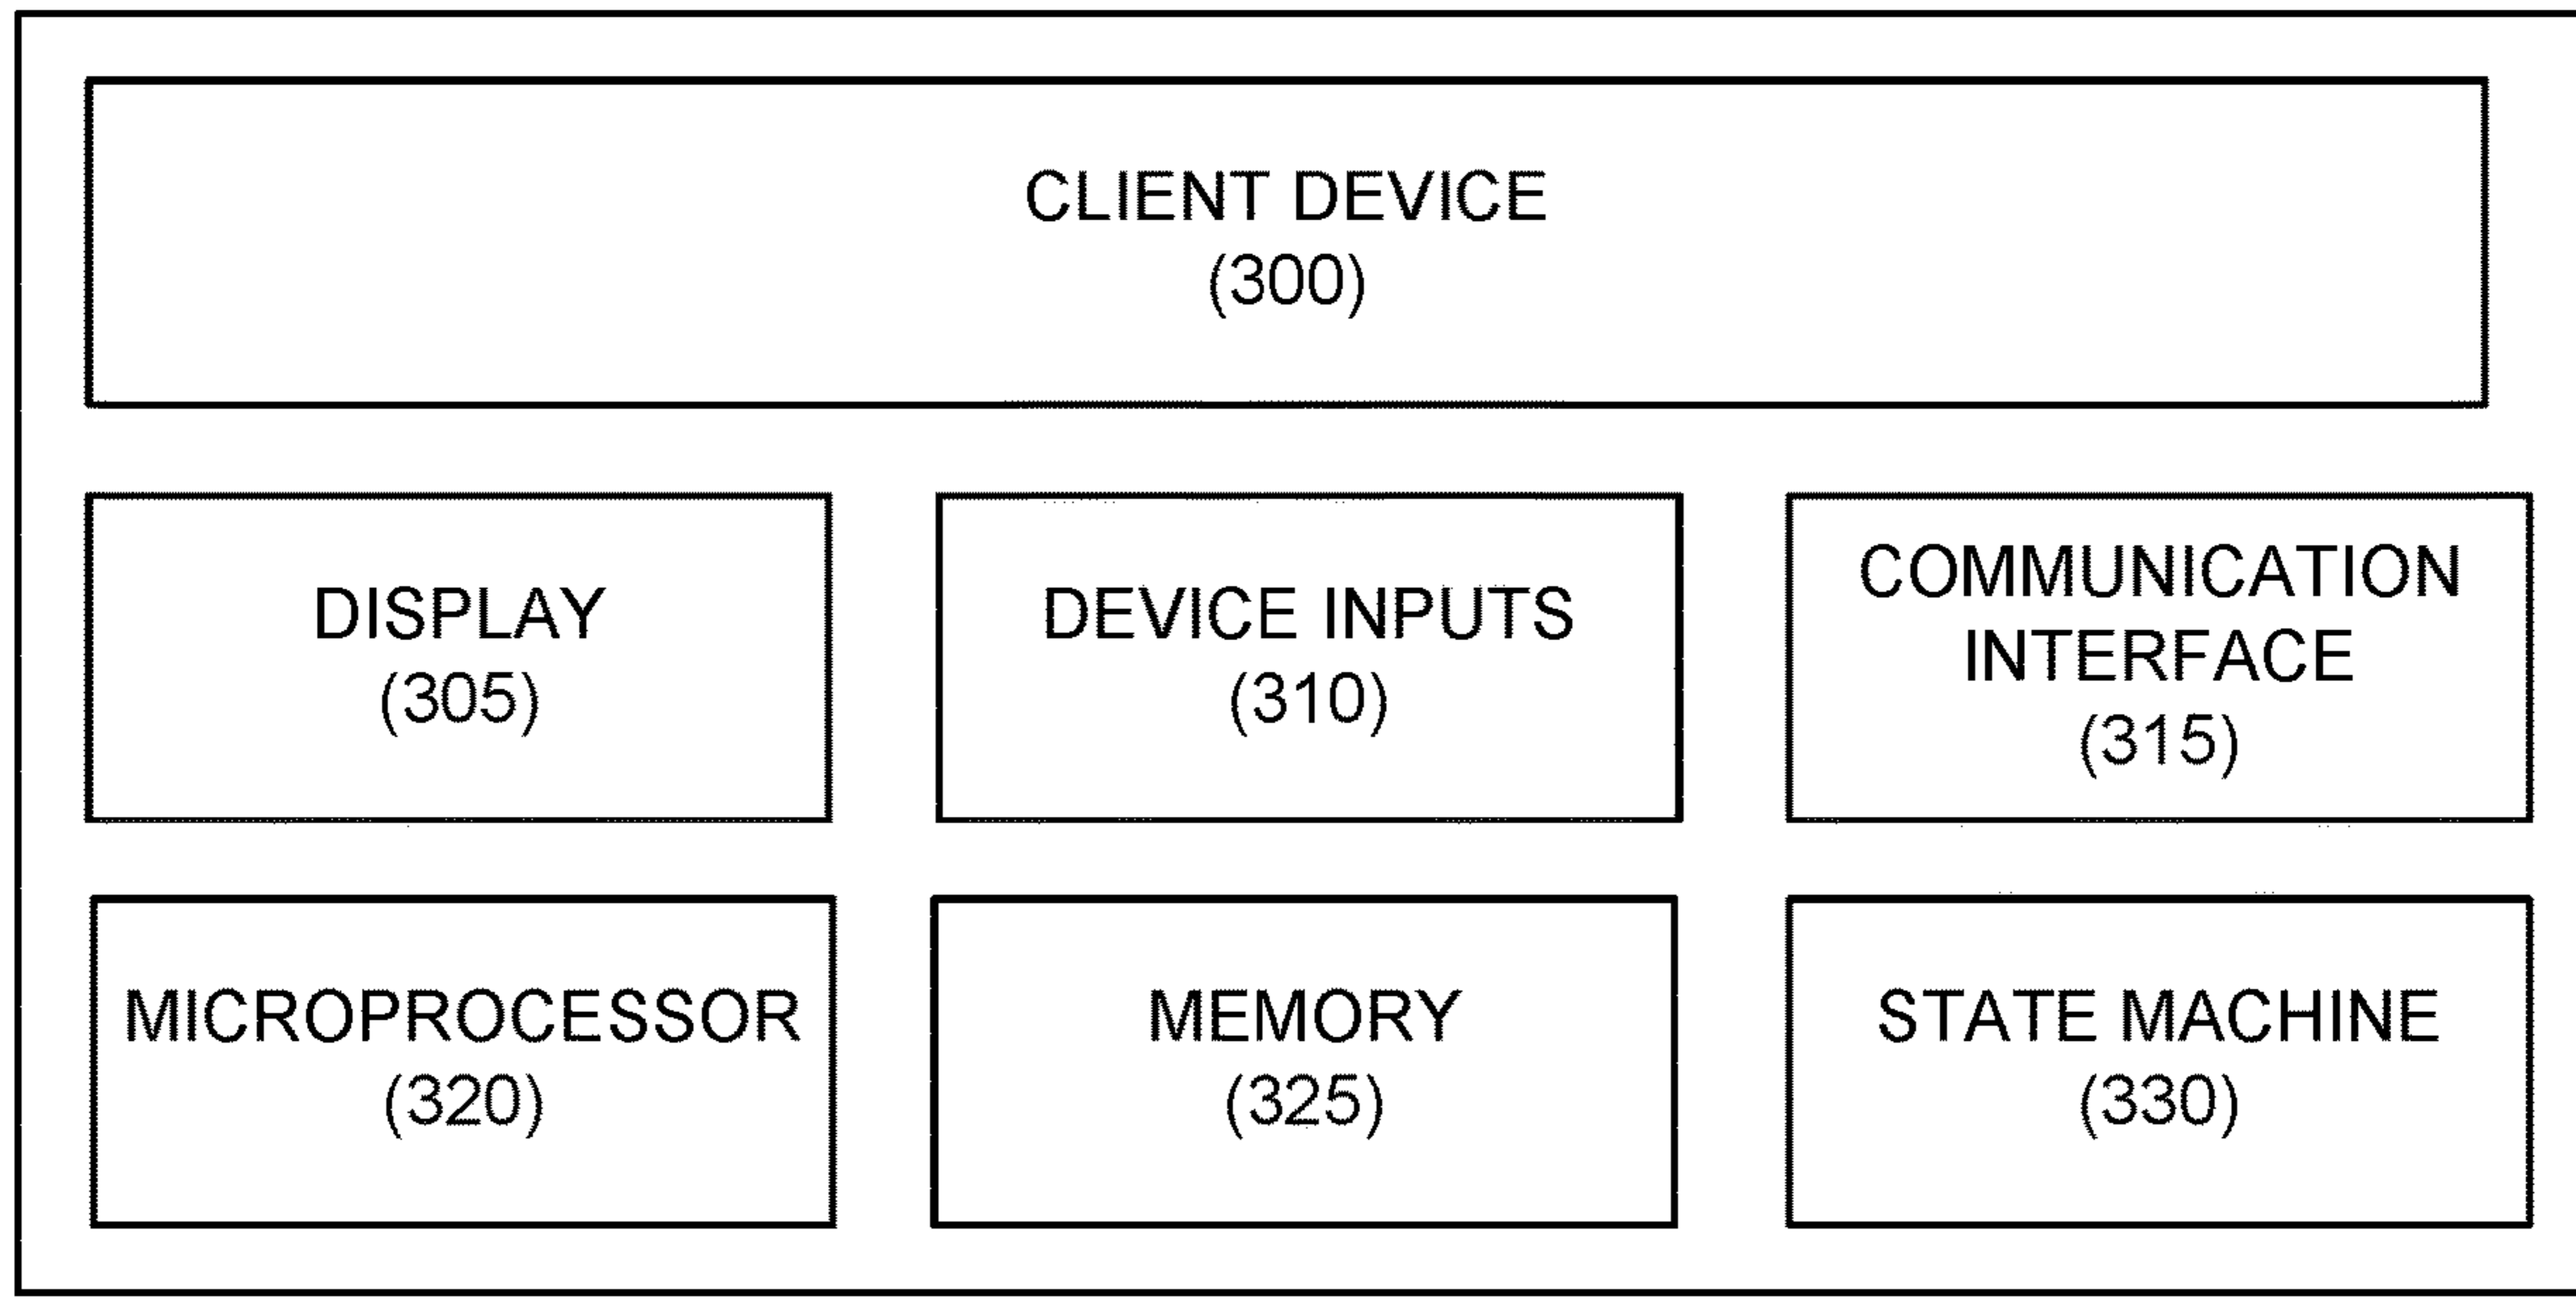 CLIENT DEVICE
(300)
DISPLAY
(305)
DEVICE INPUTS
(310)
COMMUNICATION
INTERFACE
(315)
MICROPROCESSOR
(320)
MEMORY
(325)
STATE MACHINE
(330)